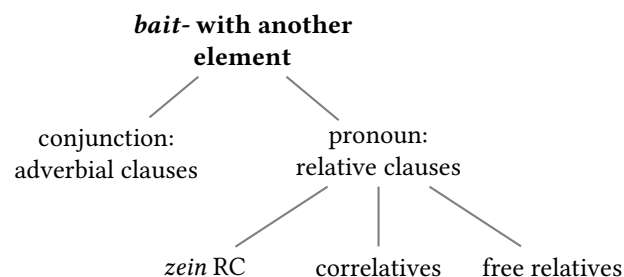 bait- with another
element
conjunction:
adverbial clauses
pronoun:
relative clauses
zein RC
correlatives
free relatives